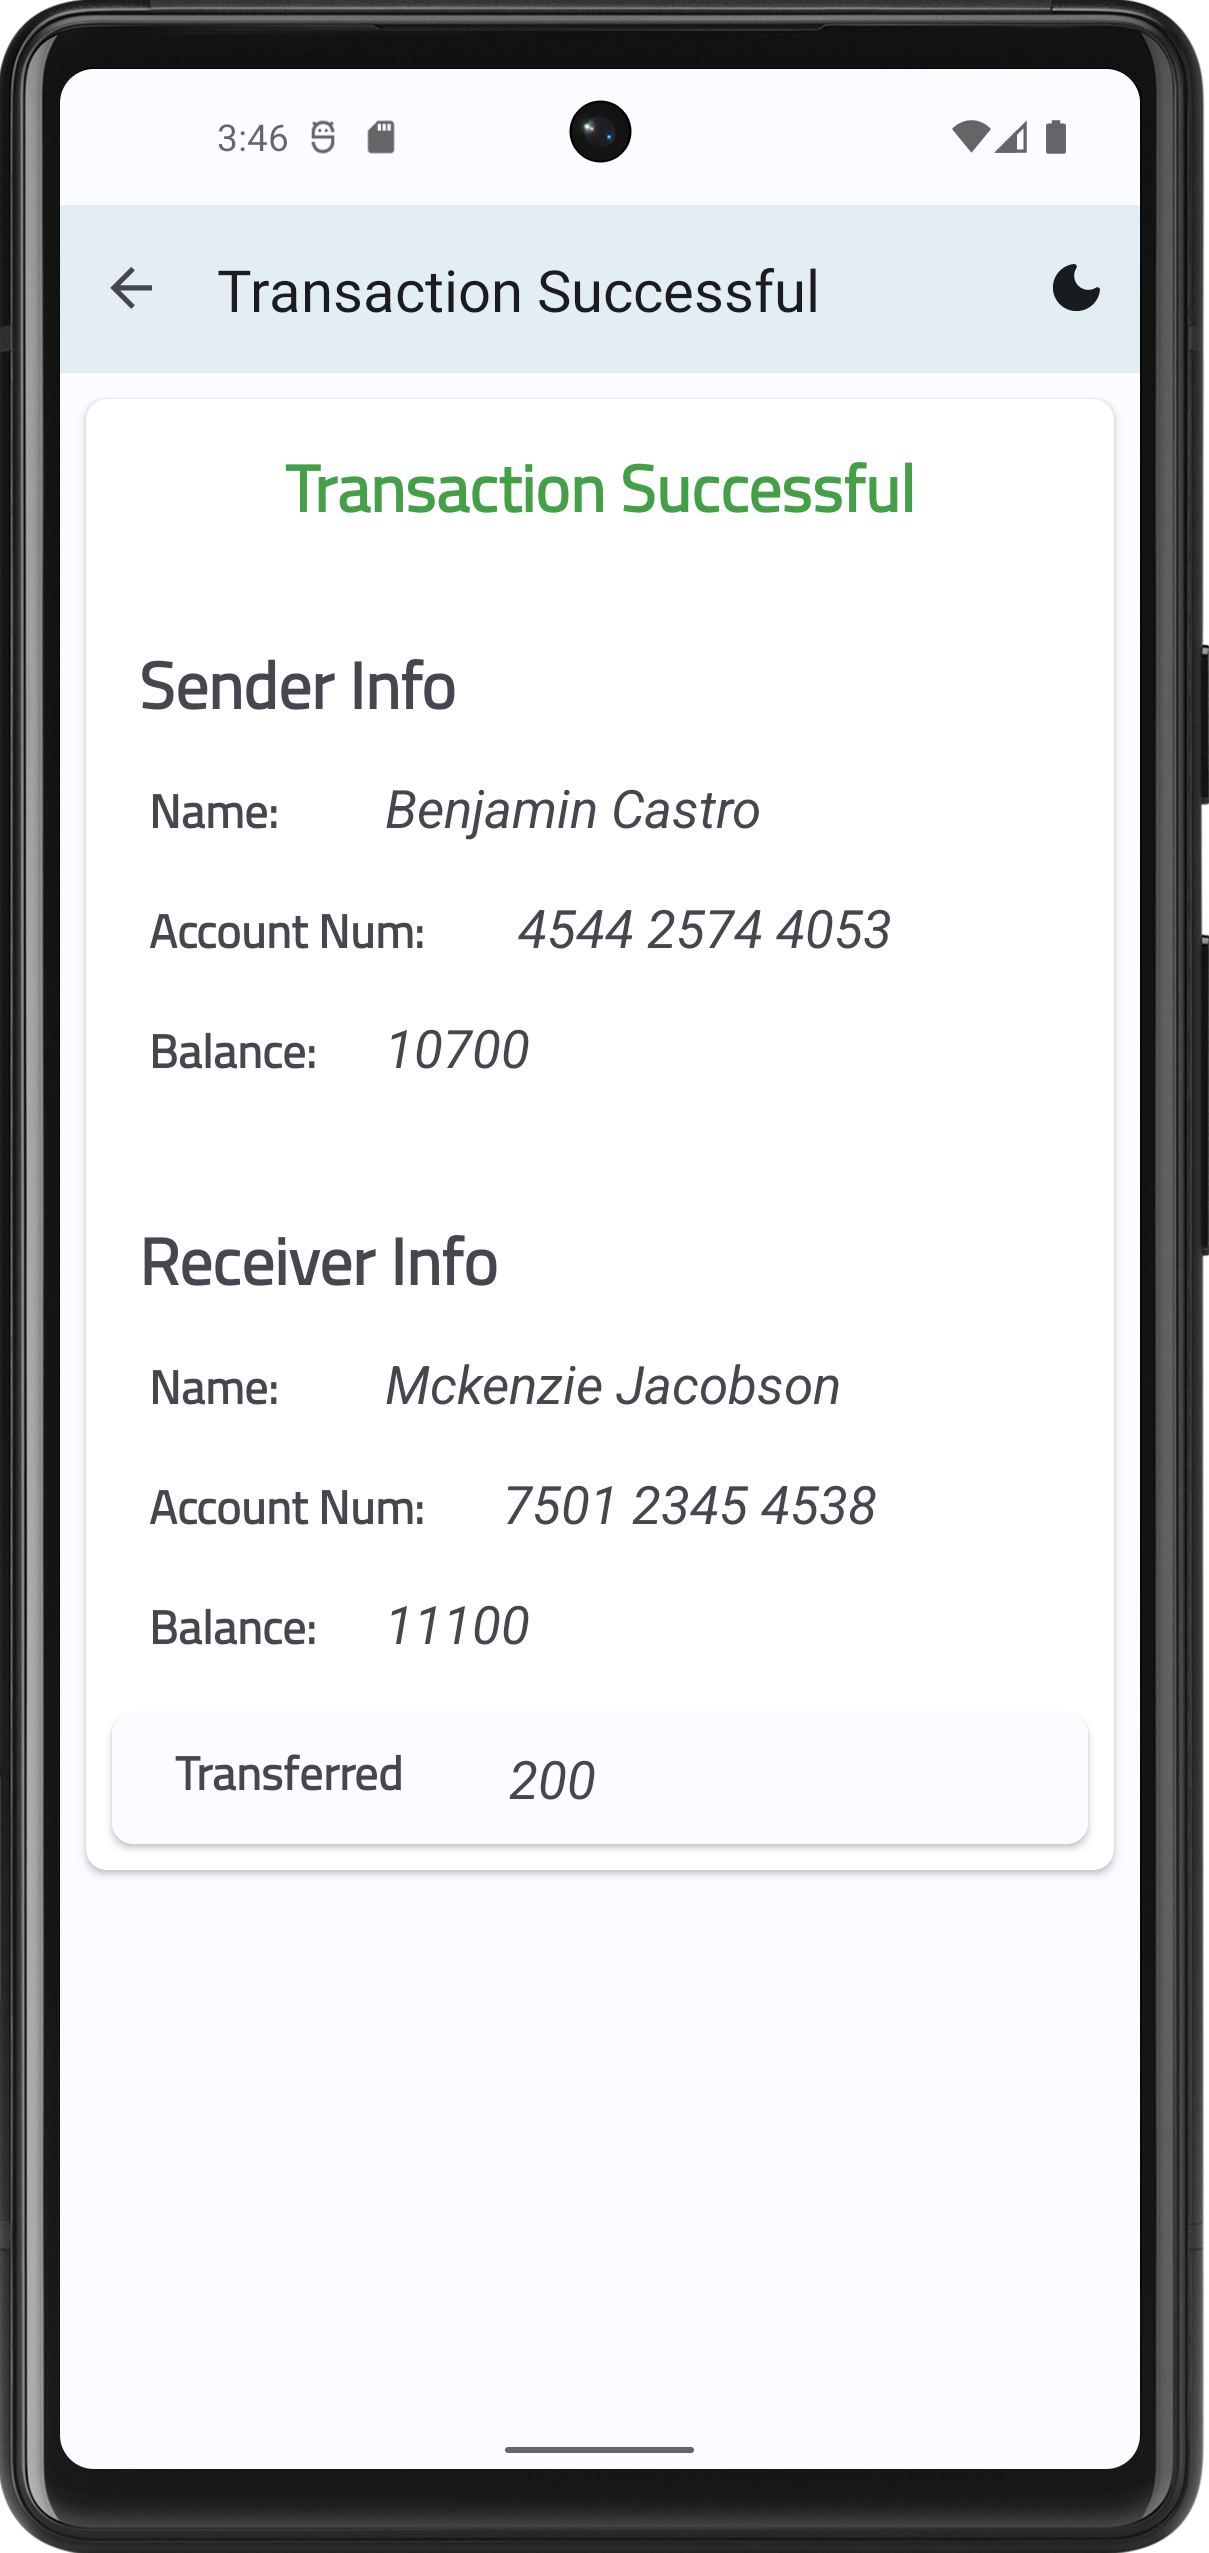 3:46
Transaction Successful
Transaction Successful
Sender Info
Name: Benjamin Castro
Account Num: 4544 2574 4053
Balance: 10700
Receiver Info
Name: Mckenzie Jacobson
Account Num: 7501 2345 4538
Balance: 11100
Transferred 200